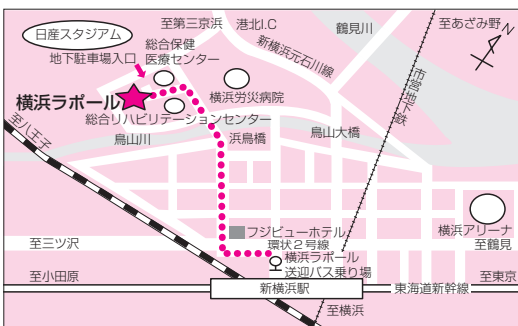 至第三京浜
港北I.C
鶴見川
至あざみ野
N
日産スタジアム
地下駐車場入口
総合保健
医療センター
新横浜元石川線
市営地下鉄
横浜ラポール
横浜労災病院
総合リハビリテーションセンター
至八王子
鳥山川
浜鳥橋
鳥山大橋
フジビューホテル
環状2号線
横浜アリーナ
至三ツ沢
至鶴見
横浜ラポール
送迎バス乗り場
至小田原
至東京
新横浜駅
東海道新幹線
至横浜